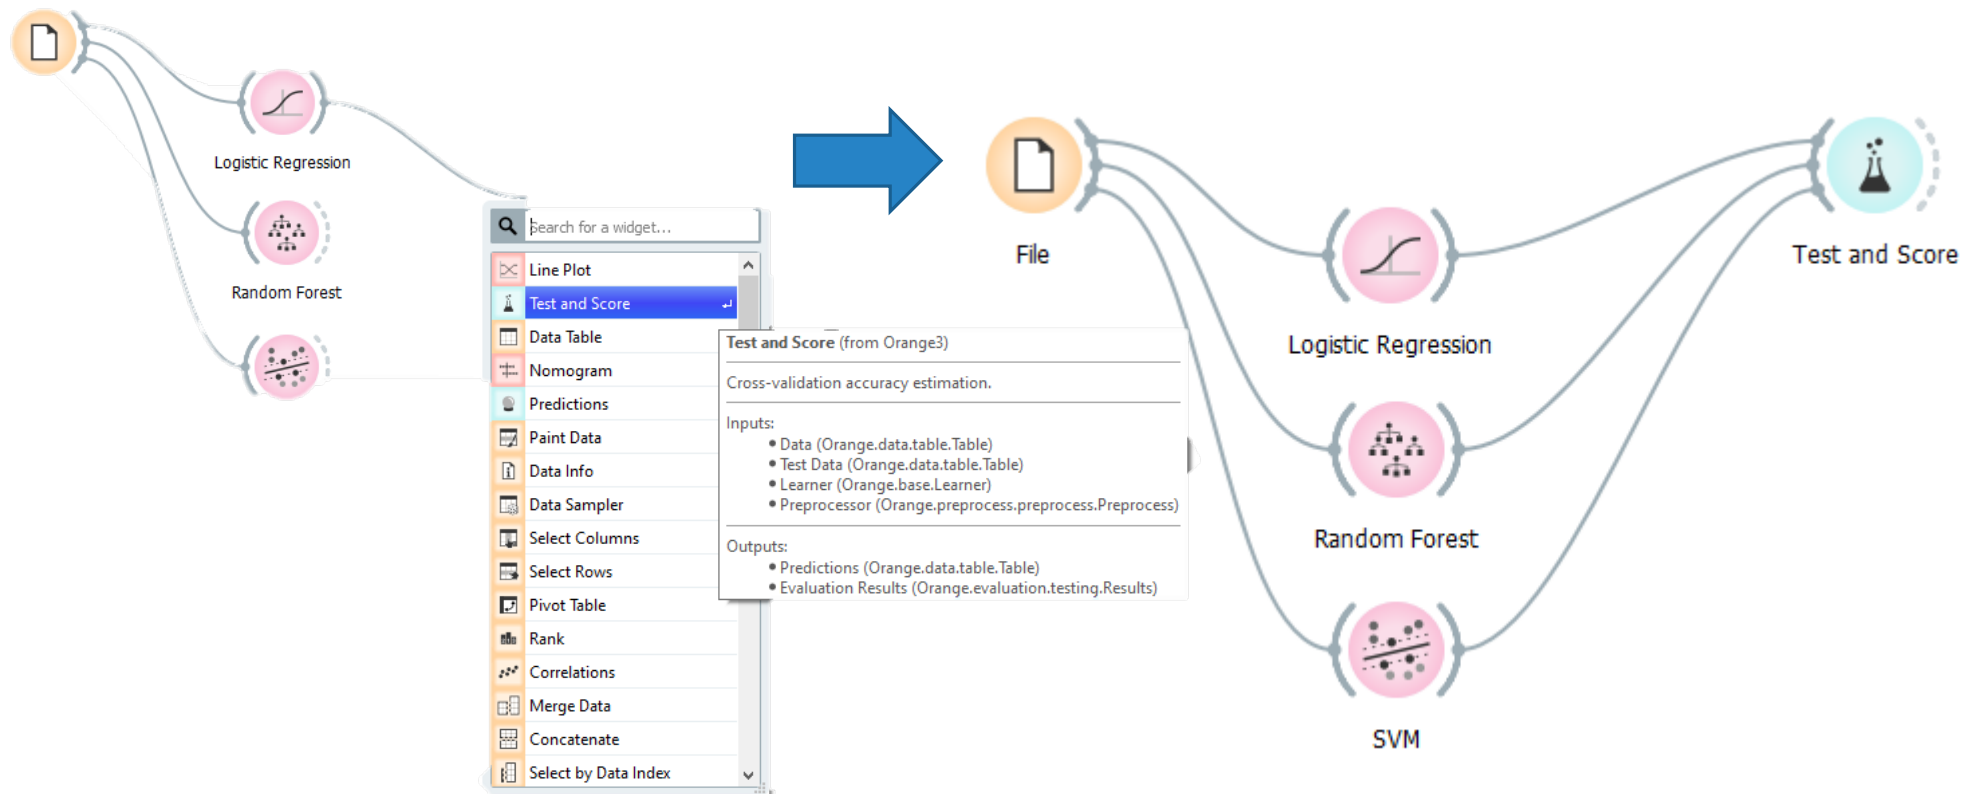 Logistic Regression
Random Forest
Search for a widget...
Line Plot
Test and Score
Data Table
Nomogram
Predictions
Paint Data
Data Info
Data Sampler
Select Columns
Select Rows
Pivot Table
Rank
Correlations
Merge Data
Concatenate
Select by Data Index
Test and Score (from Orange3)
Cross-validation accuracy estimation.
Inputs:
• Data (Orange.data.table.Table)
• Test Data (Orange.data.table.Table)
• Learner (Orange.base.Learner)
• Preprocessor (Orange.preprocess.preprocess.Preprocess)
Outputs:
• Predictions (Orange.data.table.Table)
• Evaluation Results (Orange.evaluation.testing.Results)
File
Logistic Regression
Random Forest
SVM
Test and Score